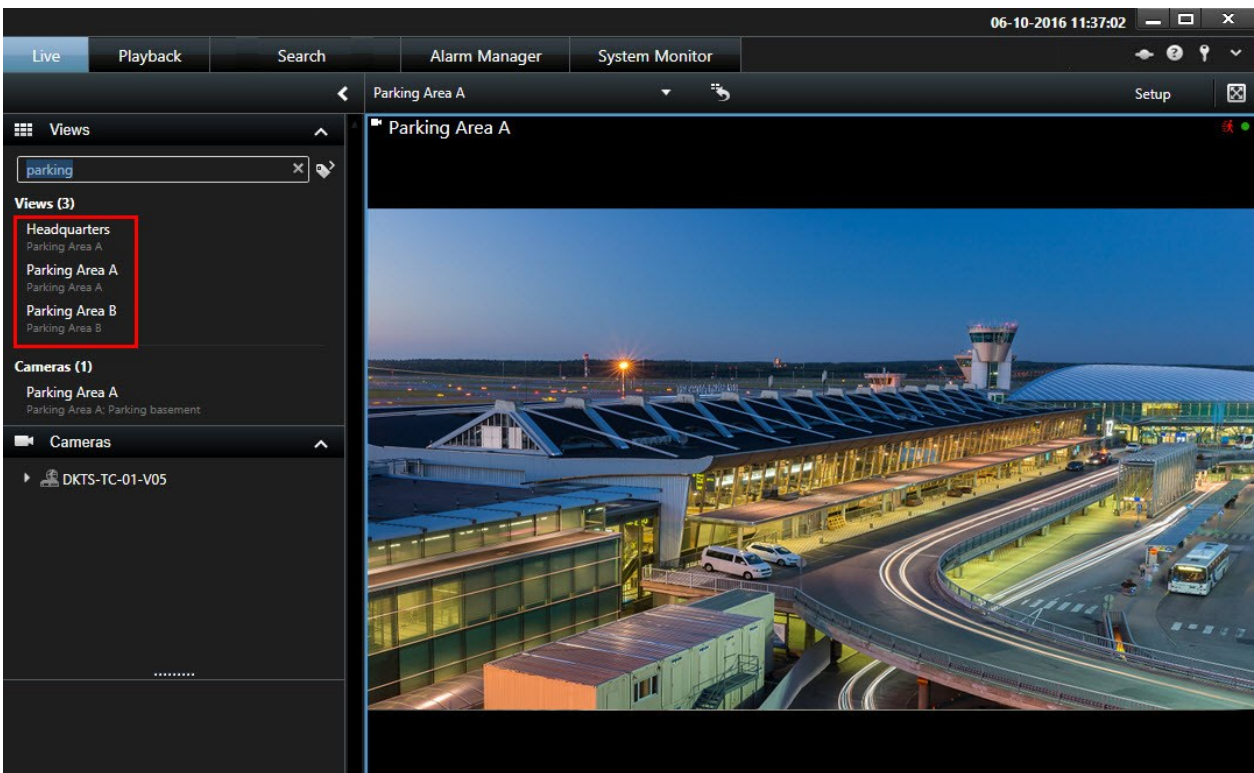 06-10-2016 11:37:02
Live Playback Search Alarm Manager System Monitor
Parking Area A Setup
Views
Parking Area A
parking
Views (3)
Headquarters
Parking Area A
Parking Area A
Parking Area A
Parking Area B
Parking Area B
Cameras (1)
Parking Area A
Parking Area A; Parking basement
Cameras
DKTS-TC-01-V05